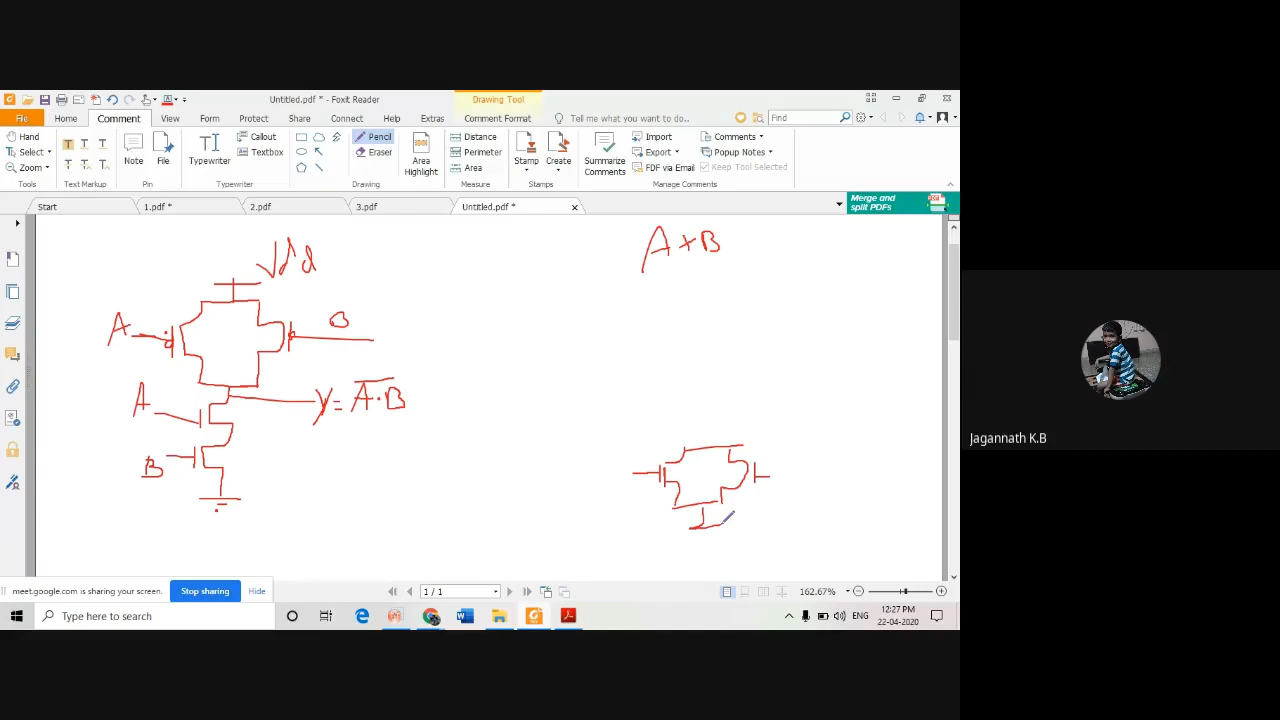 Untitled.pdf * - Foxit Reader
Drawing Tool
File
Home
Comment
View
Form
Protect
Share
Connect
Help
Extras
Comment Format
Tell me what you want to do..
Find
Hand
Select
Zoom
Tools
Text Markup
Note
File
Pin
Typewriter
Callout
Textbox
Typewriter
Pencil
Eraser
Drawing
Area
Highlight
Distance
Perimeter
Area
Measure
Stamp
Create
Stamps
Summarize
Comments
Import
Export
FDF via Email
Comments
Popup Notes
Keep Tool Selected
Manage Comments
Start
1.pdf *
2.pdf
3.pdf
Untitled.pdf *
Merge and
split PDFs
Vdd
A+B
A
B
A
y = \overline{A·B}
B
Jagannath K.B
meet.google.com is sharing your screen.
Stop sharing
Hide
1 / 1
162.67%
Type here to search
ENG
12:27 PM
22-04-2020